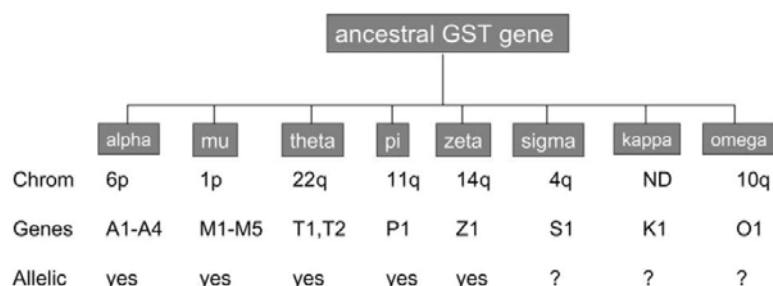 ancestral GST gene
alpha mu theta pi zeta sigma kappa omega
Chrom 6p 1p 22q 11q 14q 4q ND 10q
Genes A1-A4 M1-M5 T1,T2 P1 Z1 S1 K1 O1
Allelic yes yes yes yes yes ? ? ?